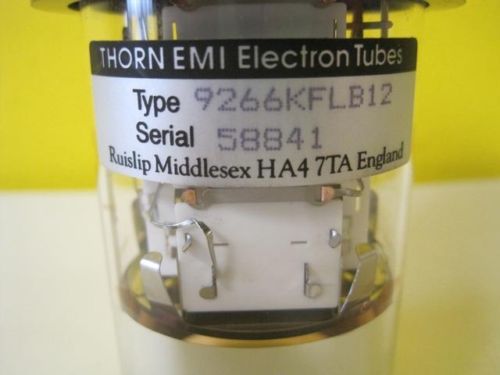 THORN EMI Electron Tubes
Type 9266KFLB12
Serial 58841
Ruislip Middlesex HA4 7TA England